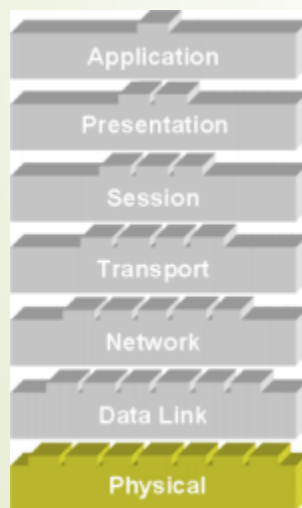 Application
Presentation
Session
Transport
Network
Data Link
Physical